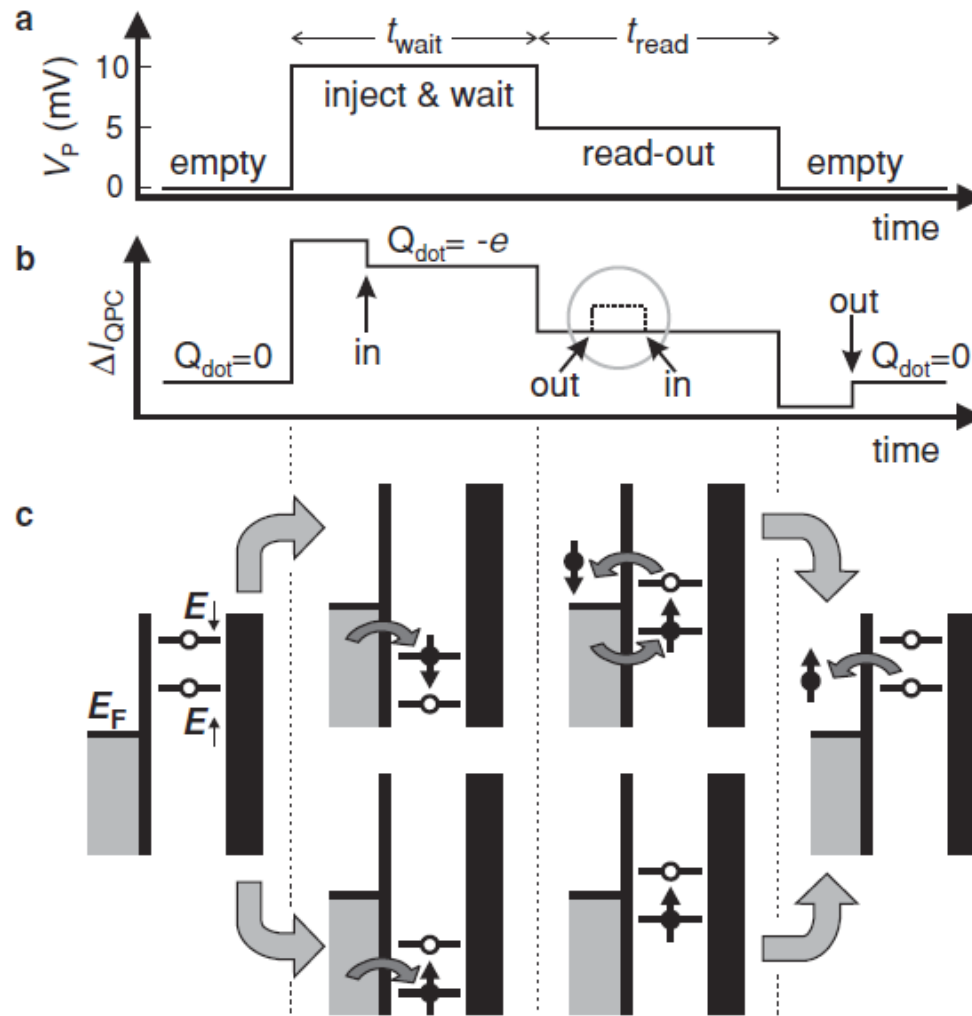 a
t_wait
t_read
V_P (mV)
10
5
0
empty
inject & wait
read-out
empty
time
b
ΔI_QPC
Q_dot=0
Q_dot= -e
in
out
in
out
Q_dot=0
time
c
E↓
E_F
E↑